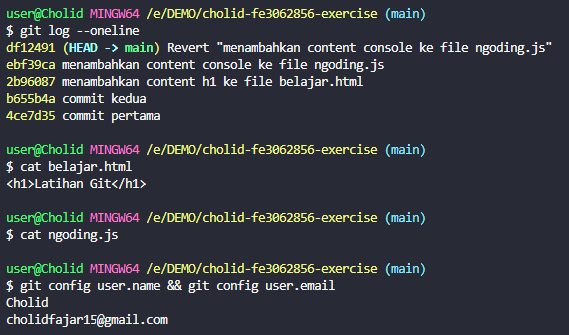 user@Cholid MINGW64 /e/DEMO/cholid-fe3062856-exercise (main)
$ git log --oneline
df12491 (HEAD -> main) Revert "menambahkan content console ke file ngoding.js"
ebf39ca menambahkan content console ke file ngoding.js
2b96087 menambahkan content h1 ke file belajar.html
b655b4a commit kedua
4ce7d35 commit pertama
user@Cholid MINGW64 /e/DEMO/cholid-fe3062856-exercise (main)
$ cat belajar.html
<h1>Latihan Git</h1>
user@Cholid MINGW64 /e/DEMO/cholid-fe3062856-exercise (main)
$ cat ngoding.js
user@Cholid MINGW64 /e/DEMO/cholid-fe3062856-exercise (main)
$ git config user.name && git config user.email
Cholid
cholidfajar15@gmail.com